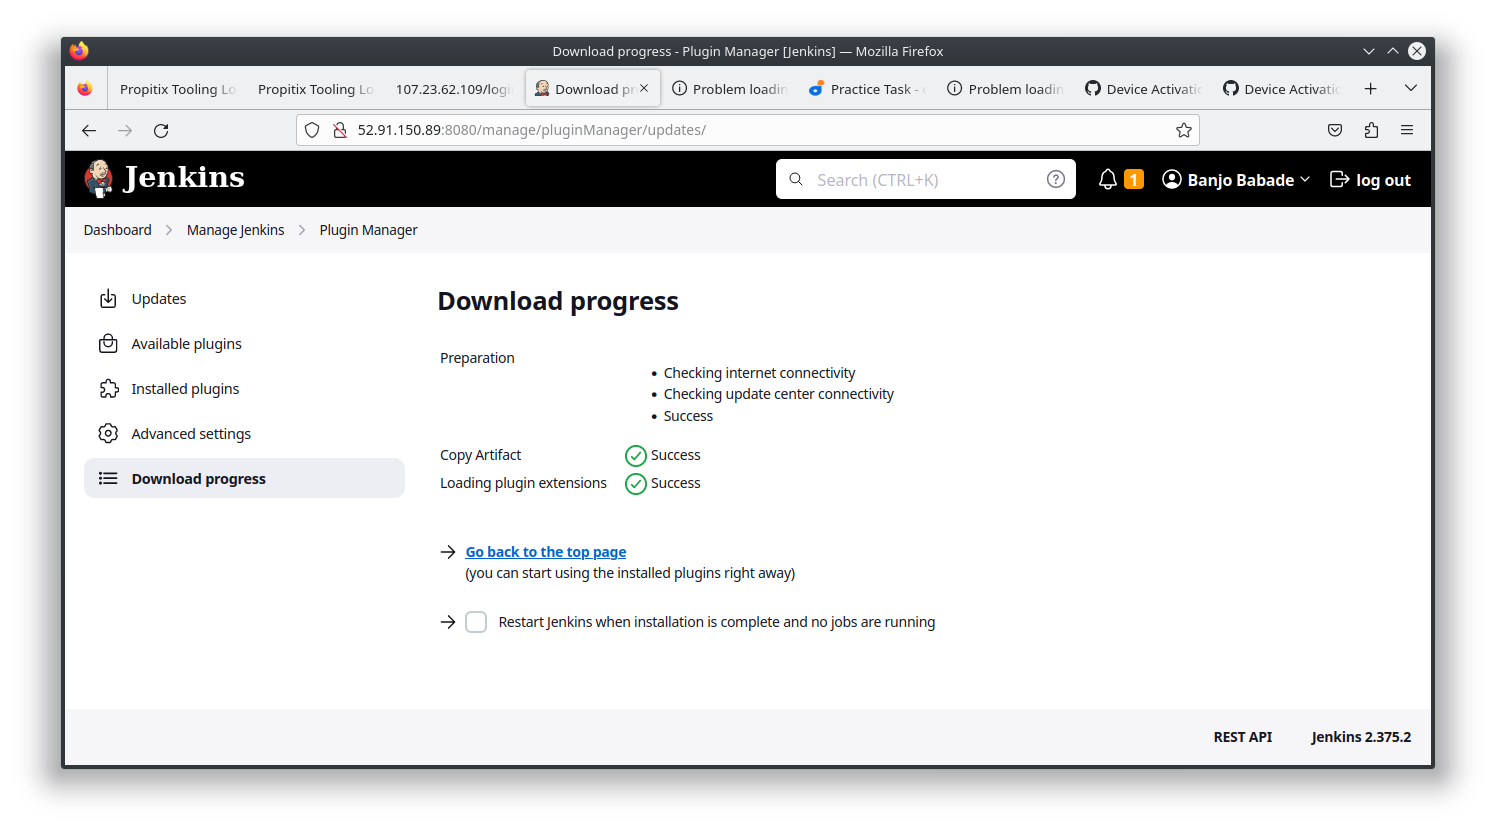 Download progress - Plugin Manager [Jenkins] — Mozilla Firefox
Propitix Tooling Lo
Propitix Tooling Lo
107.23.62.109/logi
Download pr
Problem loadin
Practice Task -
Problem loadin
Device Activati
Device Activati
52.91.150.89:8080/manage/pluginManager/updates/
Jenkins
Search (CTRL+K)
1
Banjo Babade
log out
Dashboard
Manage Jenkins
Plugin Manager
Updates
Available plugins
Installed plugins
Advanced settings
Download progress
Download progress
Preparation
• Checking internet connectivity
• Checking update center connectivity
• Success
Copy Artifact
Success
Loading plugin extensions
Success
Go back to the top page
(you can start using the installed plugins right away)
Restart Jenkins when installation is complete and no jobs are running
REST API
Jenkins 2.375.2